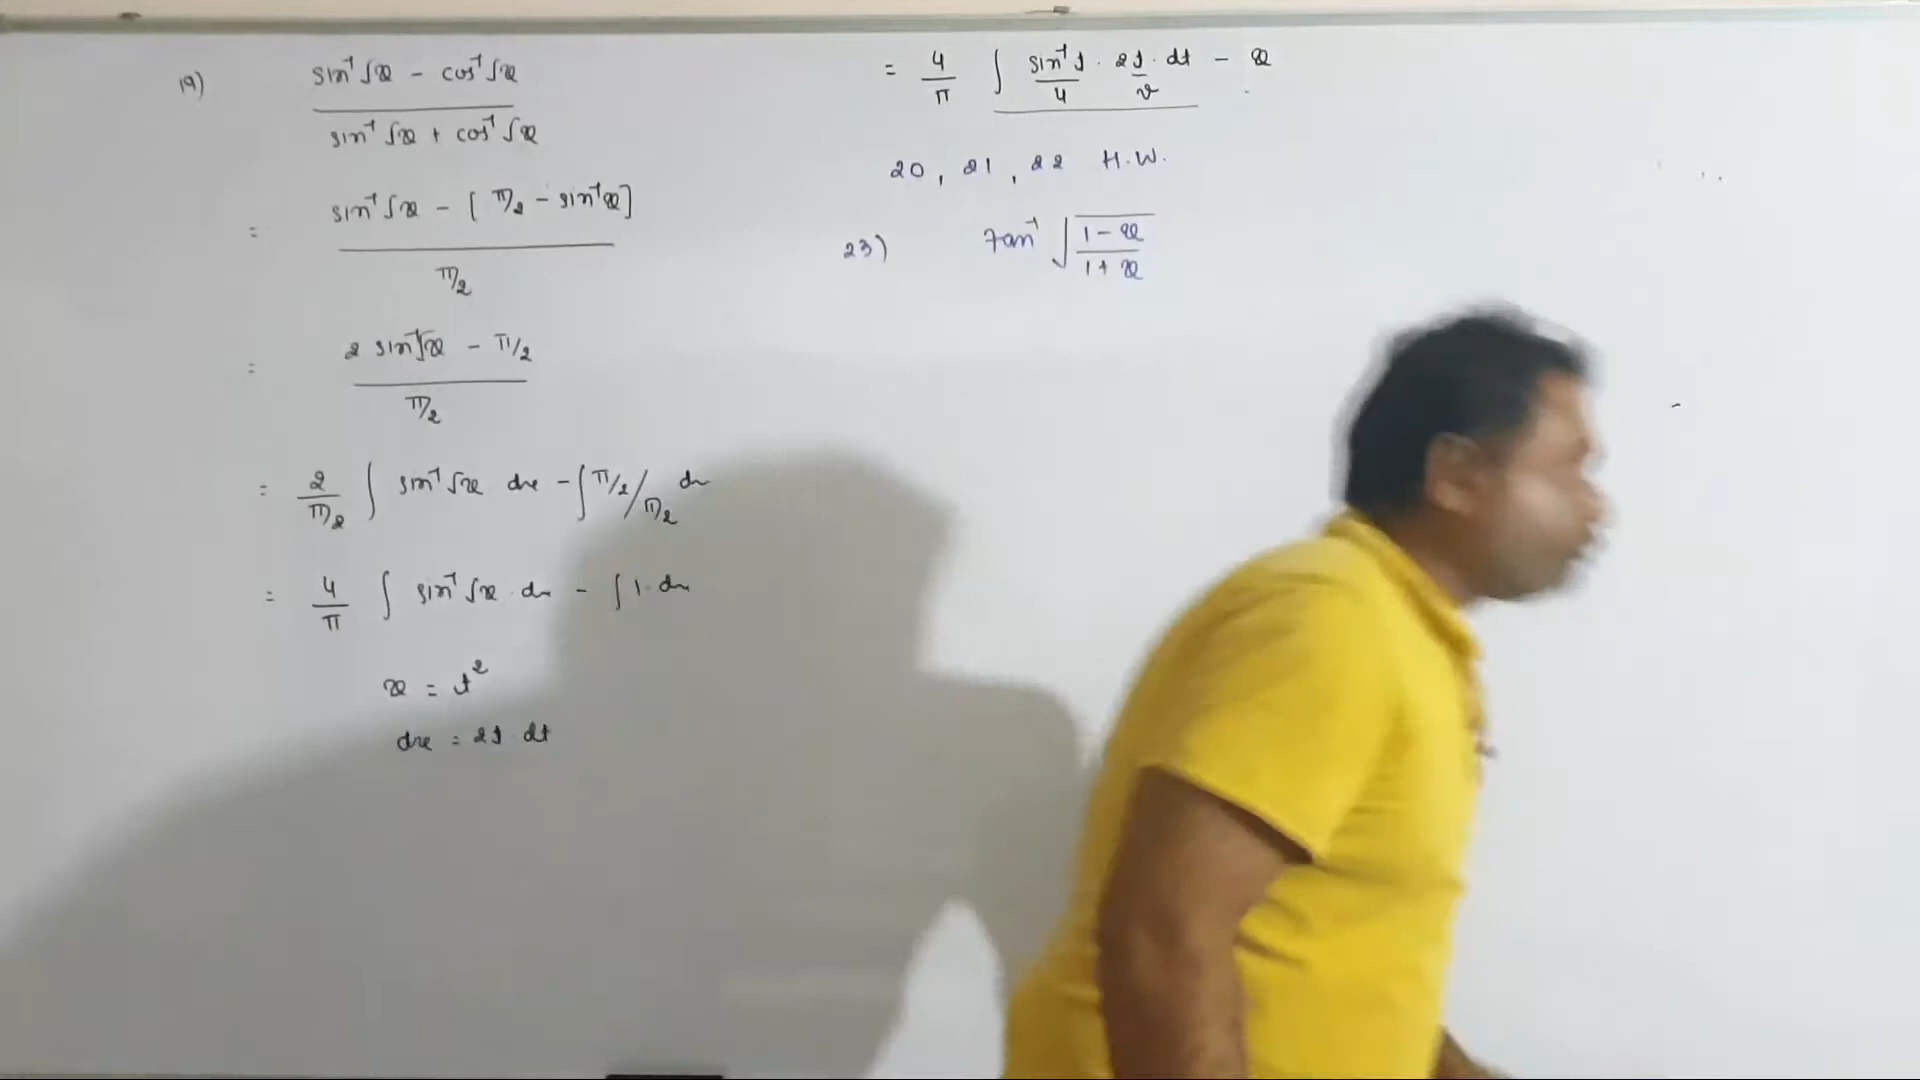 19) sin⁻¹√x - cos⁻¹√x
sin⁻¹√x + cos⁻¹√x
= sin⁻¹√x - [π/2 - sin⁻¹x]
π/2
= 2 sin⁻¹√x - π/2
π/2
= 2/π/2 ∫ sin⁻¹√x dx - ∫ π/2 / π/2 dx
= 4/π ∫ sin⁻¹√x · dx - ∫ 1 · dx
x = t²
dx = 2t · dt
= 4/π ∫ sin⁻¹t · 2t · dt - x
u v
20, 21, 22 H.W.
23) tan⁻¹ √(1 - x / 1 + x)